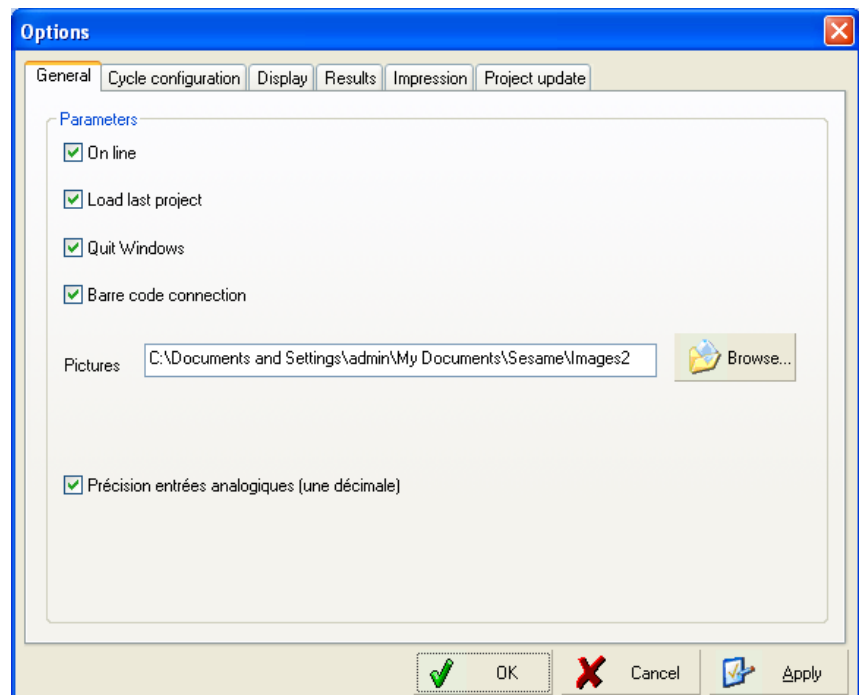 Options
General Cycle configuration Display Results Impression Project update
Parameters
On line
Load last project
Quit Windows
Barre code connection
Pictures C:\Documents and Settings\admin\My Documents\Sesame\Images2 Browse...
Précision entrées analogiques (une décimale)
OK Cancel Apply